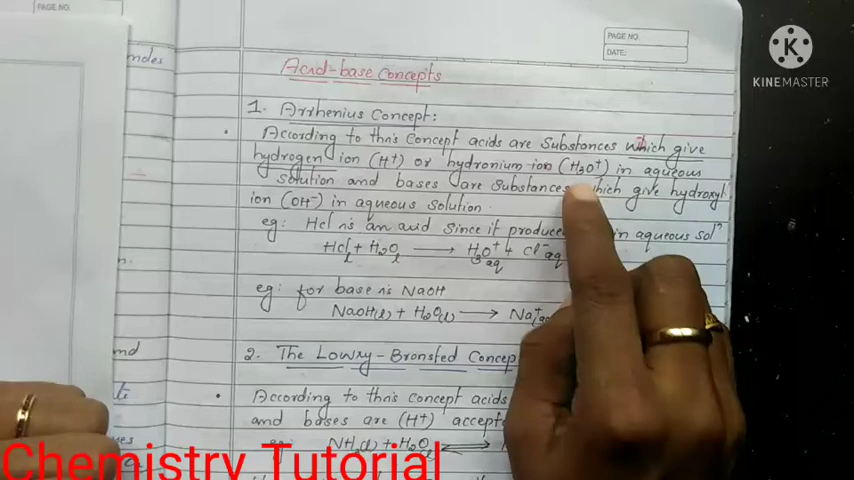 PAGE NO.
PAGE NO.
DATE:
K
KINEMASTER
Acid-base Concepts
1. Arrhenius Concept:
According to this concept acids are substances which give
hydrogen ion (H+) or hydronium ion (H3O+) in aqueous
solution and bases are substances which give hydroxyl
ion (OH-) in aqueous solution.
eg: Hcl is an acid since it produce in aqueous soln
Hcl l + H2O l → H3O+ aq + Cl- aq
eg: for base is NaOH
NaOH(l) + H2O(l) → Na+
2. The Lowry-Bronsted Concep
According to this concept acids
and bases are (H+) accept
eg: NH3(l) + H2O l ⇌
Chemistry Tutorial